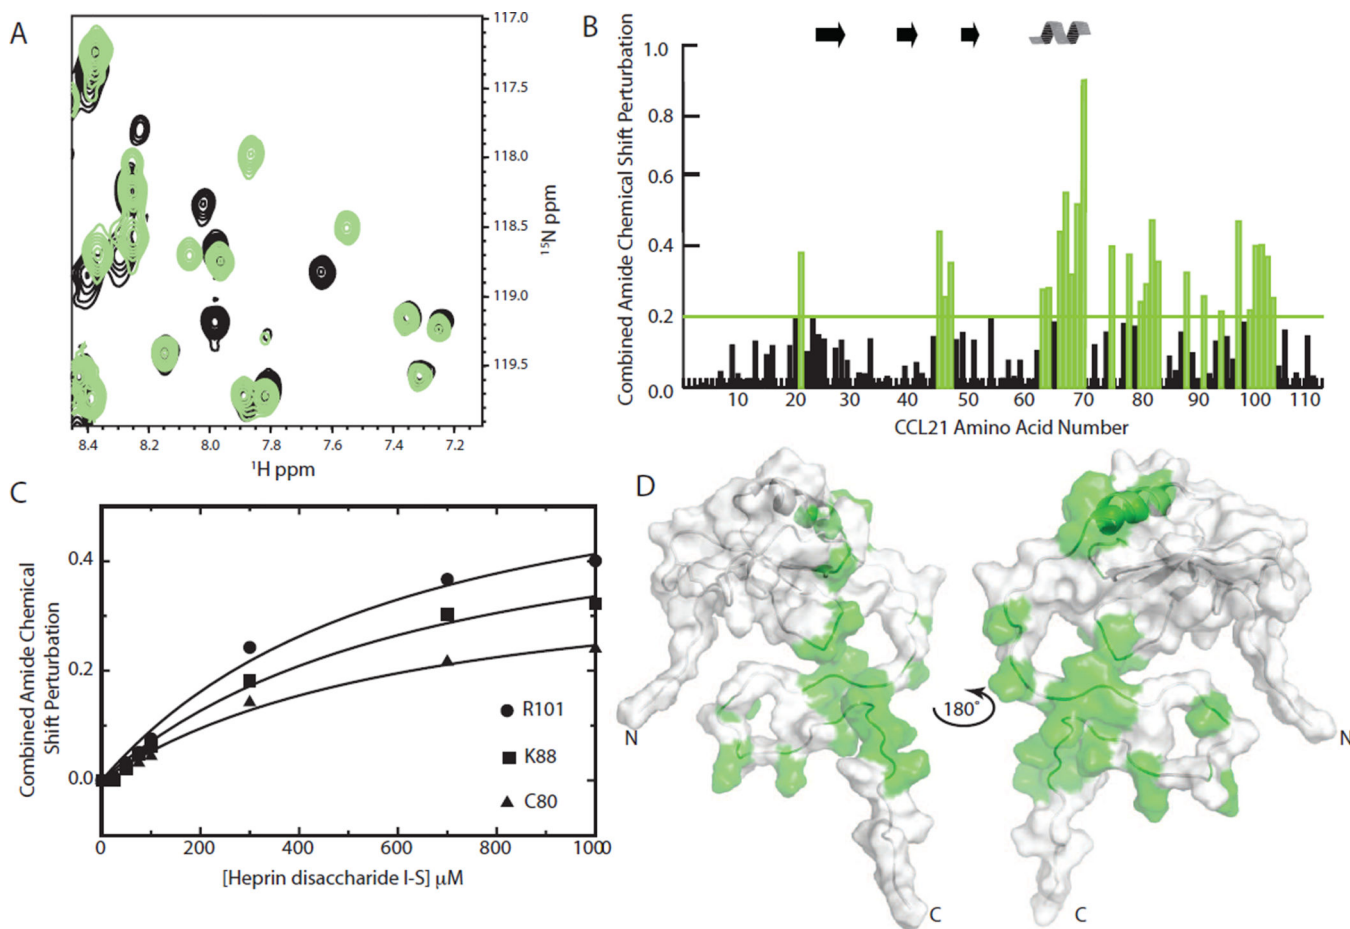 A
117.0
117.5
118.0
118.5
119.0
119.5
15N ppm
8.4 8.2 8.0 7.8 7.6 7.4 7.2
1H ppm
B
Combined Amide Chemical Shift Perturbation
1.0
0.8
0.6
0.4
0.2
0.0
10 20 30 40 50 60 70 80 90 100 110
CCL21 Amino Acid Number
C
Combined Amide Chemical
Shift Perturbation
0.4
0.2
0.0
R101
K88
C80
0 200 400 600 800 1000
[Heprin disaccharide I-S] µM
D
N
180°
N
C
C